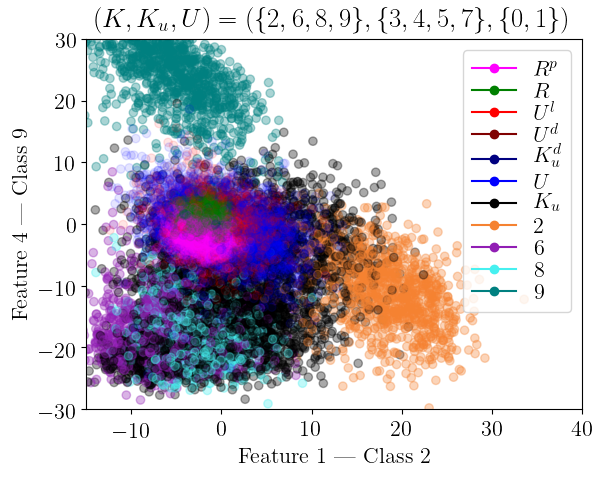 (K, K_u, U) = ({2, 6, 8, 9}, {3, 4, 5, 7}, {0, 1})
30
20
10
0
−10
−20
−30
Feature 4 — Class 9
R^p
R
U^l
U^d
K_u^d
U
K_u
2
6
8
9
−10
0
10
20
30
40
Feature 1 — Class 2